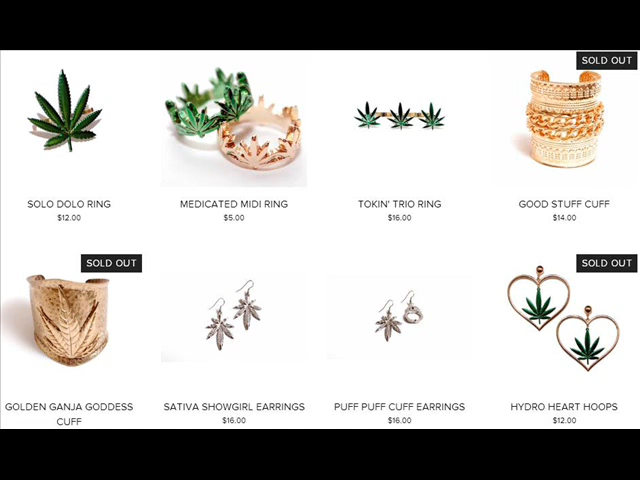 SOLD OUT
SOLO DOLO RING
$12.00
MEDICATED MIDI RING
$5.00
TOKIN' TRIO RING
$16.00
GOOD STUFF CUFF
$14.00
SOLD OUT
SOLD OUT
GOLDEN GANJA GODDESS
CUFF
SATIVA SHOWGIRL EARRINGS
$16.00
PUFF PUFF CUFF EARRINGS
$16.00
HYDRO HEART HOOPS
$12.00